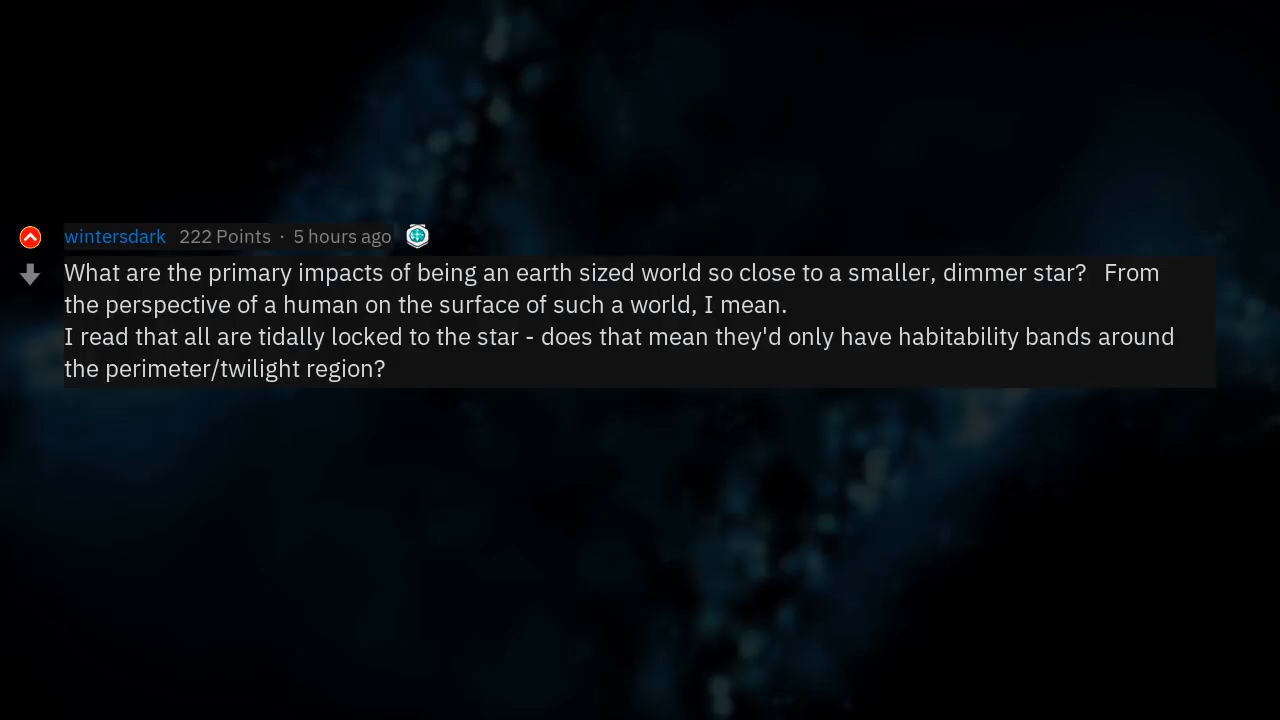 wintersdark 222 Points · 5 hours ago
What are the primary impacts of being an earth sized world so close to a smaller, dimmer star? From
the perspective of a human on the surface of such a world, I mean.
I read that all are tidally locked to the star - does that mean they'd only have habitability bands around
the perimeter/twilight region?